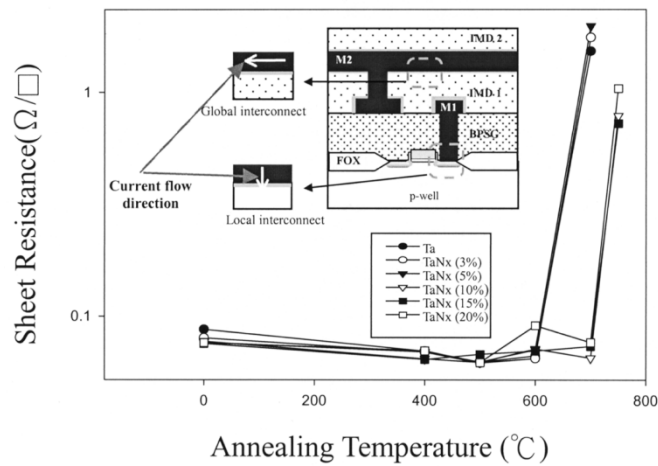 Sheet Resistance(Ω/□)
1
0.1
IMD 2
M2
IMD 1
M1
BPSG
FOX
p-well
Global interconnect
Current flow
direction
Local interconnect
Ta
TaNx (3%)
TaNx (5%)
TaNx (10%)
TaNx (15%)
TaNx (20%)
0
200
400
600
800
Annealing Temperature (℃)